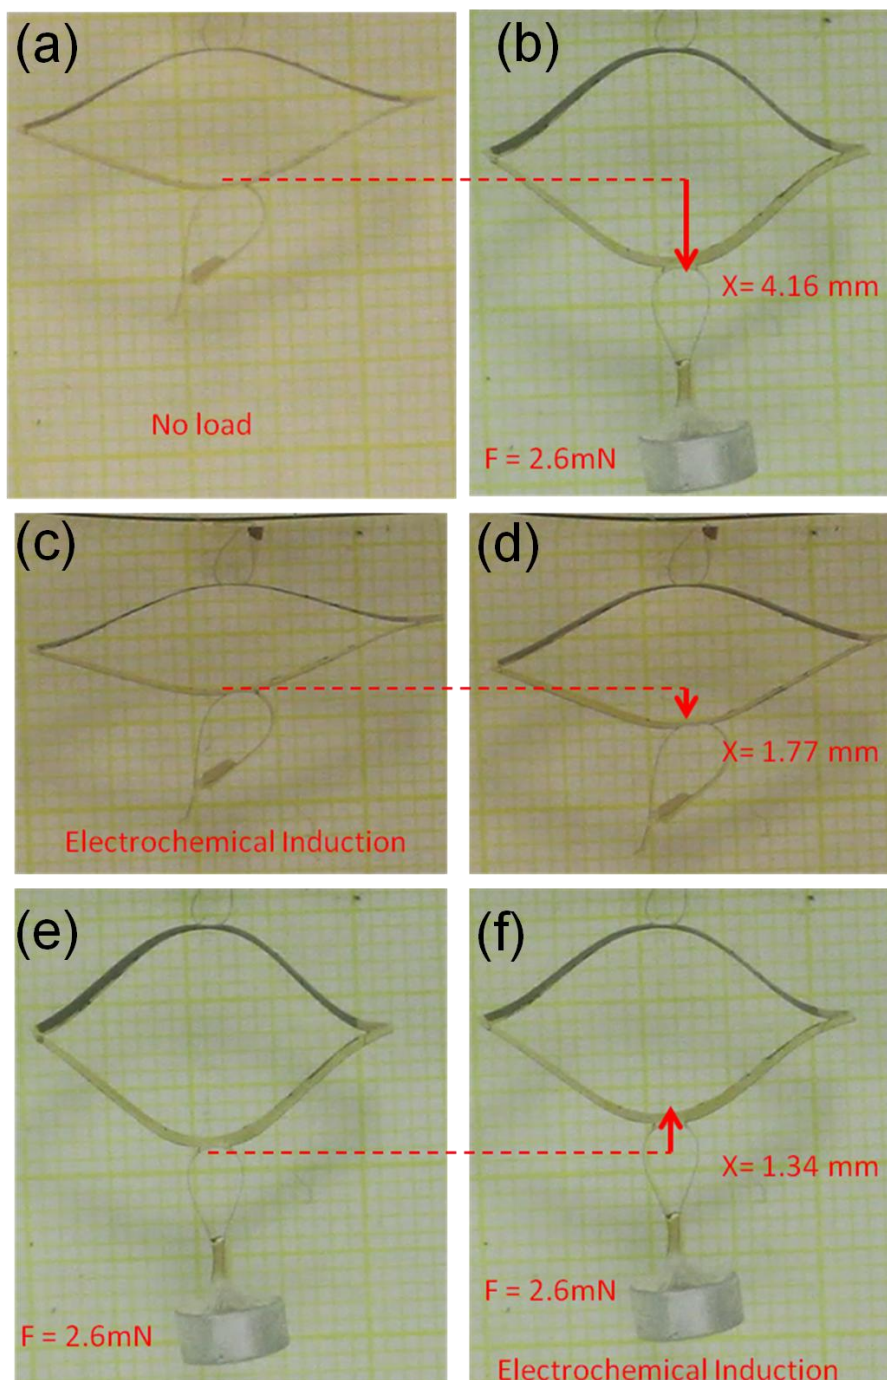 (a)
(b)
X= 4.16 mm
No load
F = 2.6mN
(c)
(d)
X= 1.77 mm
Electrochemical Induction
(e)
(f)
X= 1.34 mm
F = 2.6mN
F = 2.6mN
Electrochemical Induction